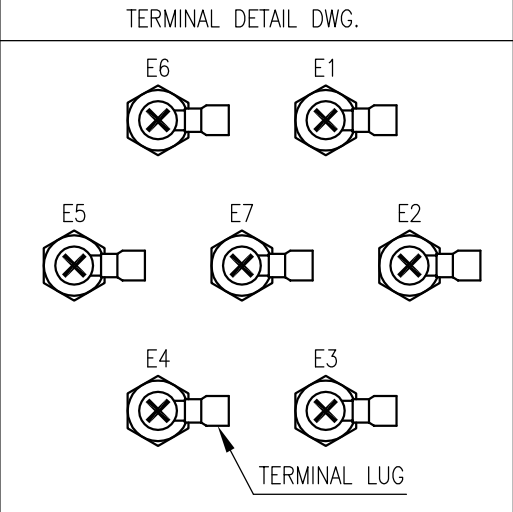 TERMINAL DETAIL DWG.
E6 E1
E5 E7 E2
E4 E3
TERMINAL LUG